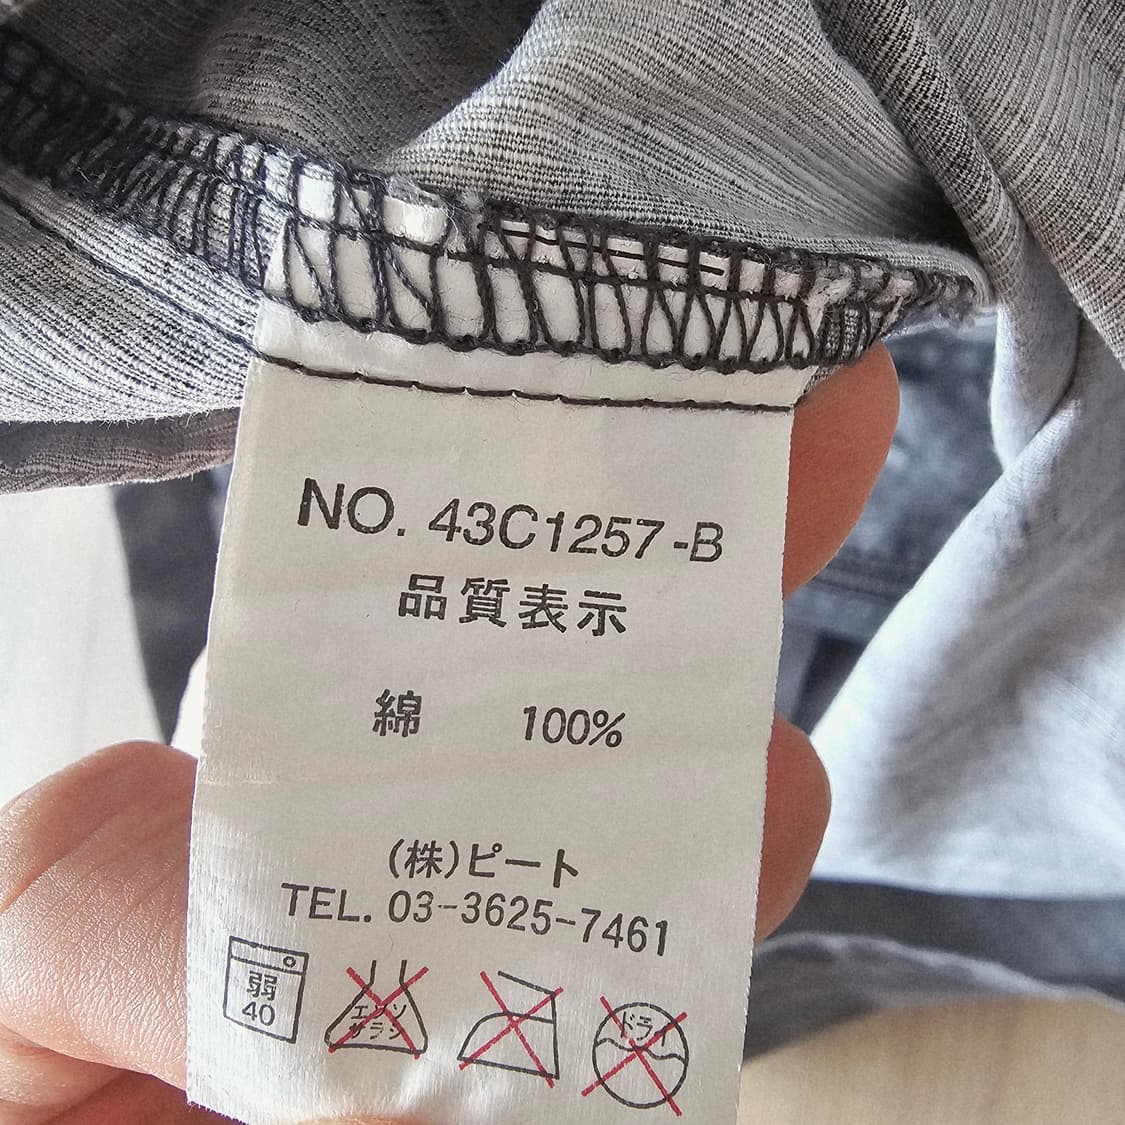 NO. 43C1257-B
品質表示
綿 100%
(株)ピート
TEL. 03-3625-7461
弱
40
エンソ
サラシ
ドライ